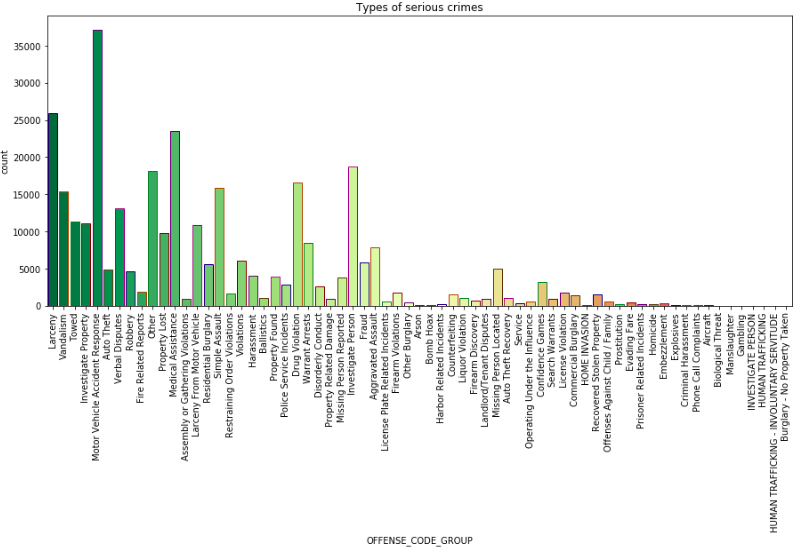 Types of serious crimes
count
35000
30000
25000
20000
15000
10000
5000
0
Larceny
Vandalism
Towed
Investigate Property
Motor Vehicle Accident Response
Auto Theft
Verbal Disputes
Robbery
Fire Related Reports
Other
Property Lost
Medical Assistance
Assembly or Gathering Violations
Larceny From Motor Vehicle
Residential Burglary
Simple Assault
Restraining Order Violations
Violations
Harassment
Ballistics
Property Found
Police Service Incidents
Drug Violation
Warrant Arrests
Disorderly Conduct
Property Related Damage
Missing Person Reported
Investigate Person
Fraud
Aggravated Assault
License Plate Related Incidents
Firearm Violations
Other Burglary
Arson
Bomb Hoax
Harbor Related Incidents
Counterfeiting
Liquor Violation
Firearm Discovery
Landlord/Tenant Disputes
Missing Person Located
Auto Theft Recovery
Service
Operating Under the Influence
Confidence Games
Search Warrants
License Violation
Commercial Burglary
HOME INVASION
Recovered Stolen Property
Offenses Against Child / Family
Prostitution
Evading Fare
Prisoner Related Incidents
Homicide
Embezzlement
Explosives
Criminal Harassment
Phone Call Complaints
Aircraft
Biological Threat
Manslaughter
Gambling
INVESTIGATE PERSON
HUMAN TRAFFICKING
HUMAN TRAFFICKING - INVOLUNTARY SERVITUDE
Burglary - No Property Taken
OFFENSE_CODE_GROUP